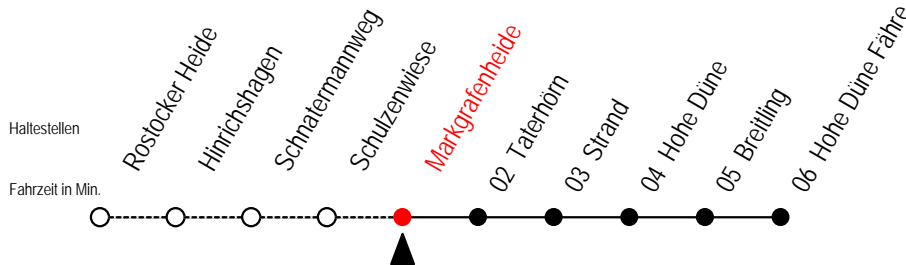 Haltestellen
Fahrzeit in Min.
Rostocker Heide
Hinrichshagen
Schnatermannweg
Schulzenwiese
Markgrafenheide
02 Taterhörn
03 Strand
04 Hohe Düne
05 Breitling
06 Hohe Düne Fähre